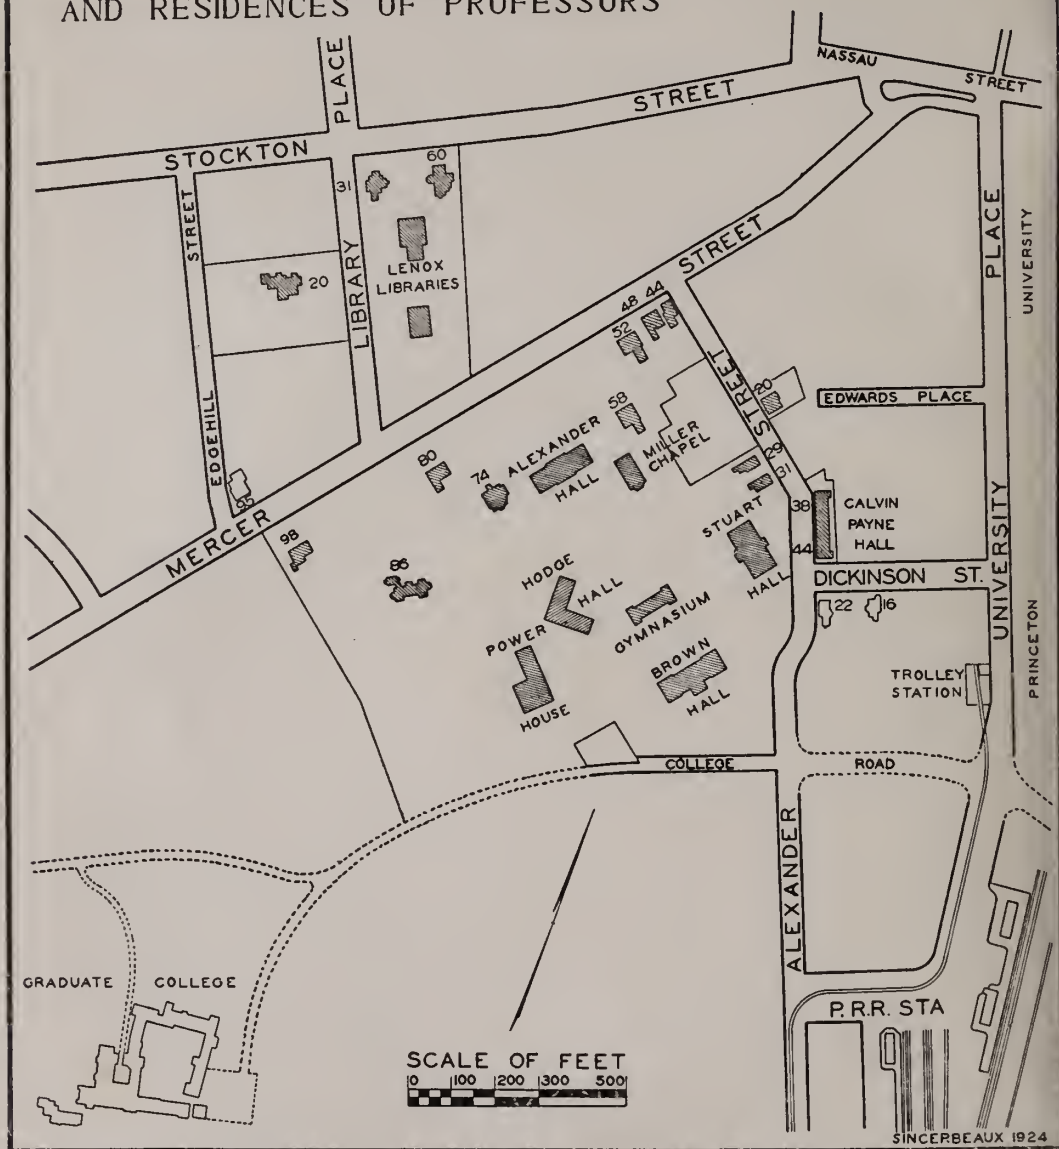 AND RESIDENCES OF PROFESSORS
PLACE
STREET
NASSAU
STREET
STOCKTON
60
31
STREET
LIBRARY
LENOX
LIBRARIES
20
STREET
PLACE
UNIVERSITY
48
44
52
STREET
20
EDWARDS PLACE
EDGEHILL
58
ALEXANDER
HALL
MILLER
CHAPEL
80
74
29
31
95
MERCER
98
86
38
CALVIN
PAYNE
HALL
44
STUART
HALL
HODGE
HALL
GYMNASIUM
DICKINSON ST.
22
16
UNIVERSITY
POWER
HOUSE
BROWN
HALL
TROLLEY
STATION
PRINCETON
COLLEGE
ROAD
ALEXANDER
GRADUATE COLLEGE
P.R.R. STA
SCALE OF FEET
0 100 200 300 500
SINCERBEAUX 1924